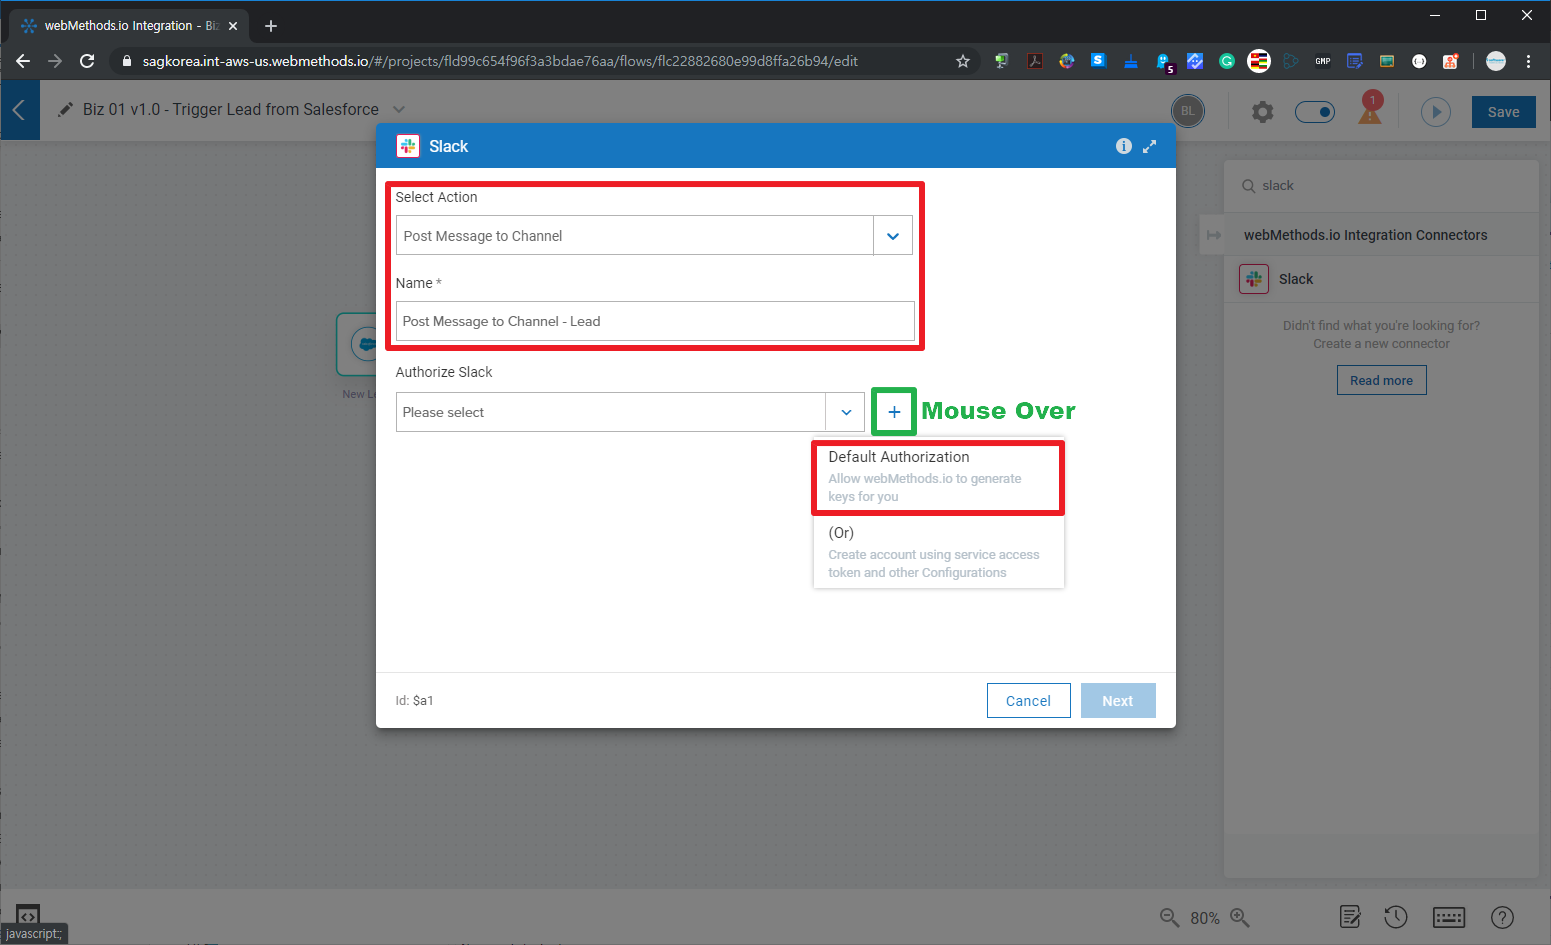 webMethods.io Integration - Bi
sagkorea.int-aws-us.webmethods.io/#/projects/fld99c654f96f3a3bdae76aa/flows/flc22882680e99d8ffa26b94/edit
S
5
G
GMP
Biz 01 v1.0 - Trigger Lead from Salesforce
BL
1
Save
Slack
i
Select Action
Post Message to Channel
Name *
Post Message to Channel - Lead
Authorize Slack
Please select
+ Mouse Over
Default Authorization
Allow webMethods.io to generate
keys for you
(Or)
Create account using service access
token and other Configurations
Id: $a1
Cancel
Next
New Le
slack
webMethods.io Integration Connectors
Slack
Didn't find what you're looking for?
Create a new connector
Read more
80%
?
javascript:;